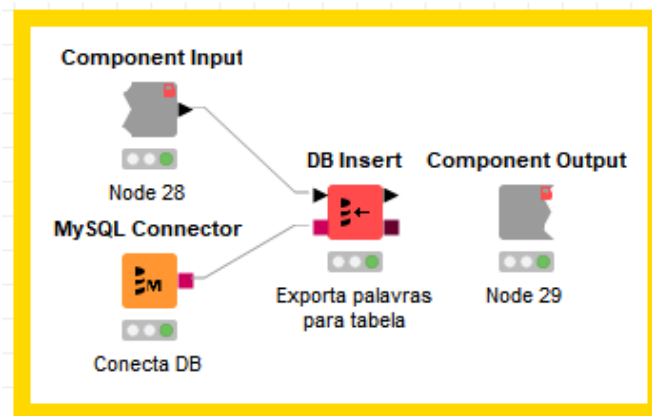 Component Input
Node 28
MySQL Connector
M
Conecta DB
DB Insert
Exporta palavras
para tabela
Component Output
Node 29